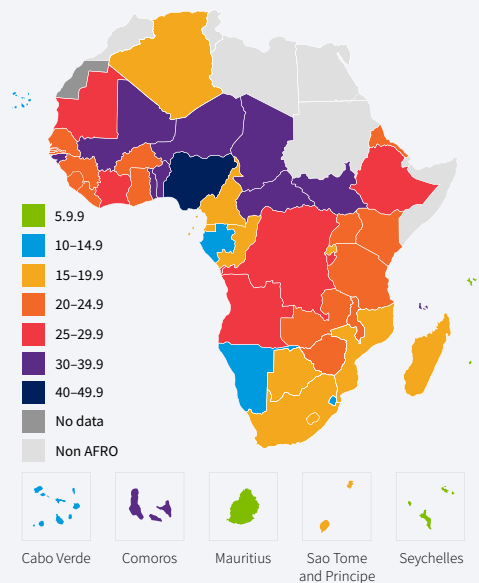 5.9.9
10–14.9
15–19.9
20–24.9
25–29.9
30–39.9
40–49.9
No data
Non AFRO
Cabo Verde
Comoros
Mauritius
Sao Tome
and Principe
Seychelles